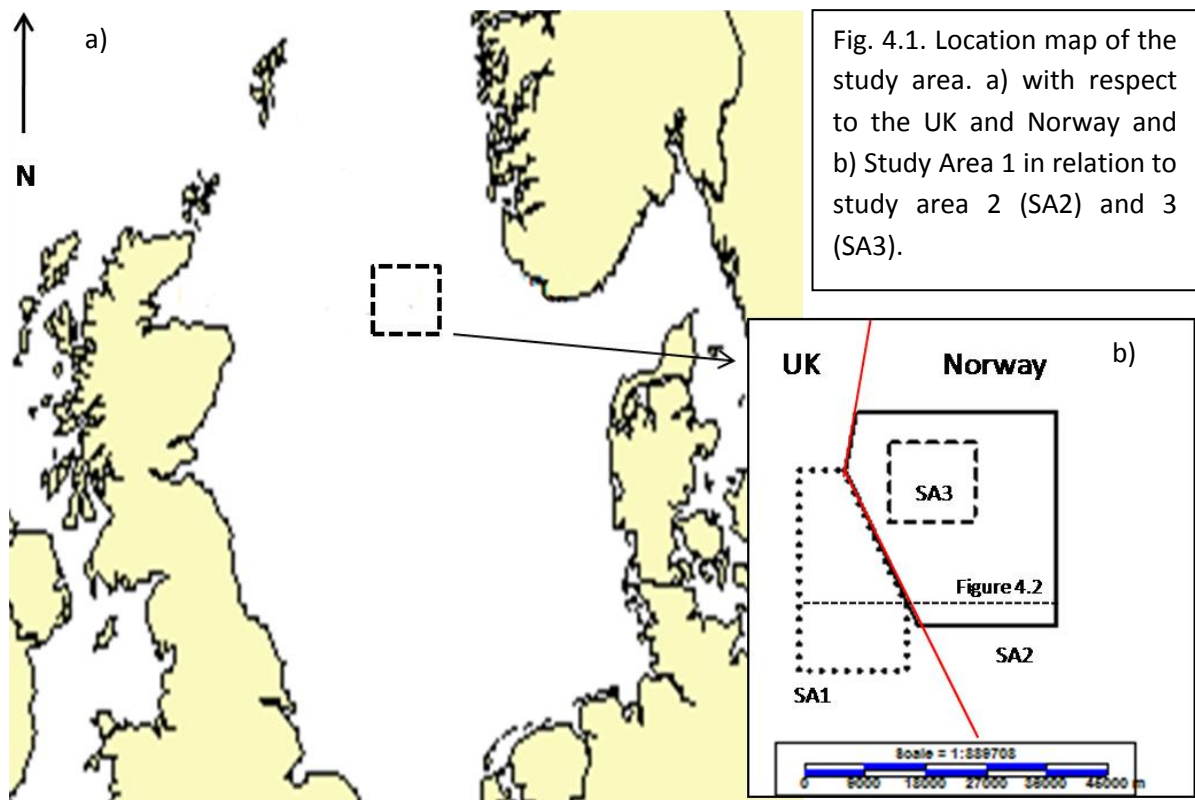 a)
N
Fig. 4.1. Location map of the
study area. a) with respect
to the UK and Norway and
b) Study Area 1 in relation to
study area 2 (SA2) and 3
(SA3).
b)
UK Norway
SA3
Figure 4.2
SA2
SA1
Scale = 1:889708
0 9000 18000 27000 36000 45000 m